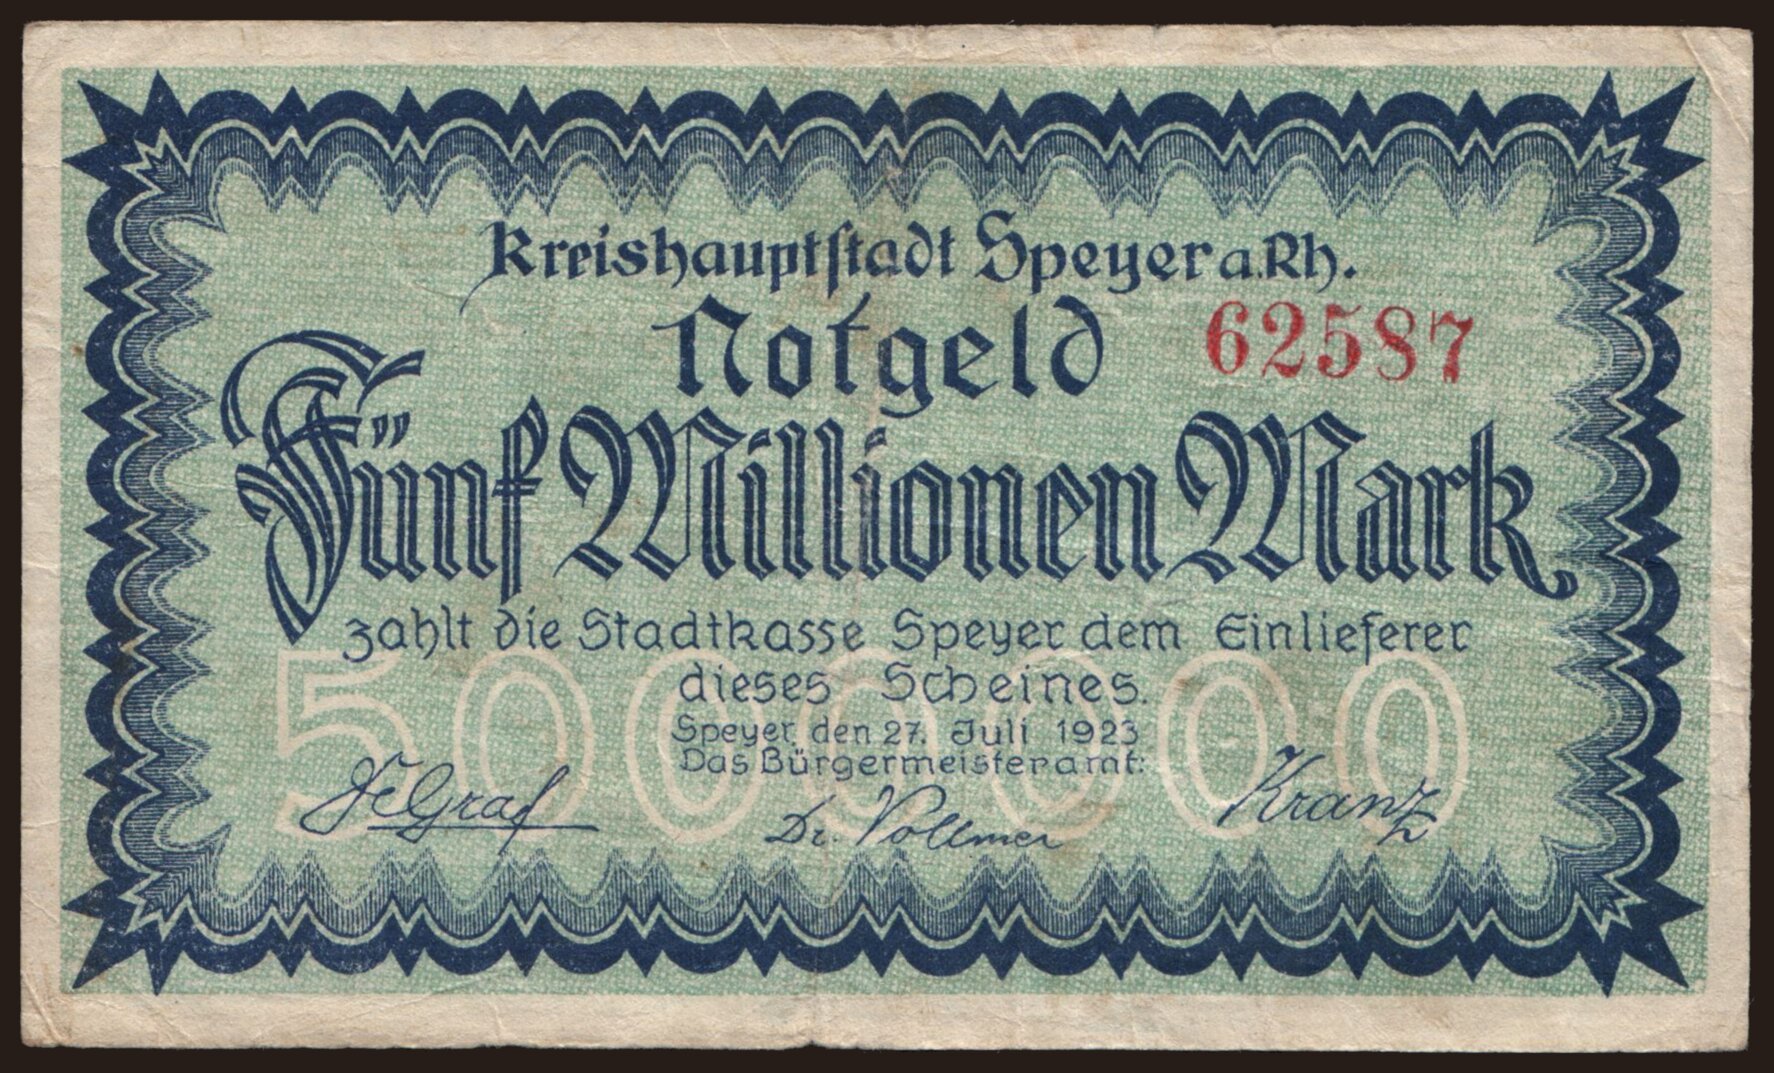 Kreishauptstadt Speyer a. Rh.
Notgeld 62587
Fünf Millionen Mark
zahlt die Stadtkasse Speyer dem Einlieferer
dieses Scheines.
5000000
Speyer, den 27. Juli 1923
Das Bürgermeisteramt:
Dr. Vollmer Kranz